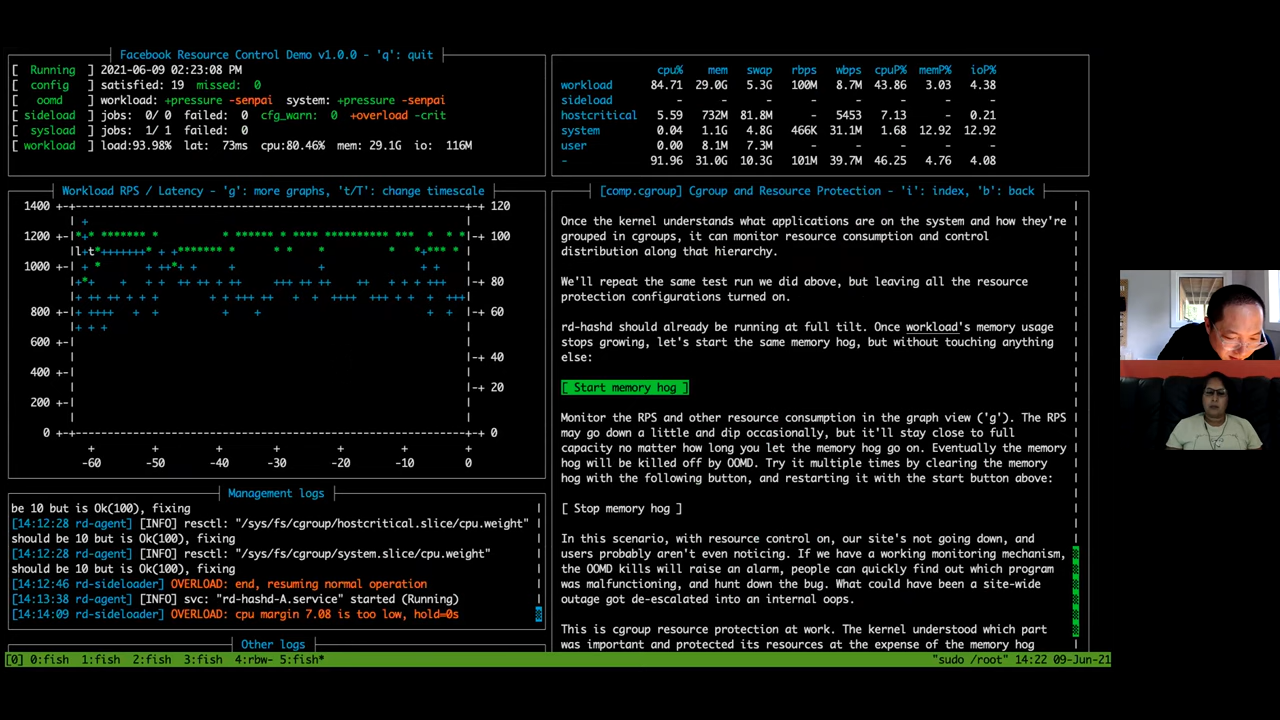 Facebook Resource Control Demo v1.0.0 - 'q': quit
[ Running ] 2021-06-09 02:23:08 PM
[ config ] satisfied: 19 missed: 0
[ oomd ] workload: +pressure -senpai system: +pressure -senpai
[ sideload ] jobs: 0/ 0 failed: 0 cfg_warn: 0 +overload -crit
[ sysload ] jobs: 1/ 1 failed: 0
[ workload ] load:93.98% lat: 73ms cpu:80.46% mem: 29.1G io: 116M
cpu% mem swap rbps wbps cpuP% memP% ioP%
workload 84.71 29.0G 5.3G 100M 8.7M 43.86 3.03 4.38
sideload - - - - - - - -
hostcritical 5.59 732M 81.8M - 5453 7.13 - 0.21
system 0.04 1.1G 4.8G 466K 31.1M 1.68 12.92 12.92
user 0.00 8.1M 7.3M - - - - -
- 91.96 31.0G 10.3G 101M 39.7M 46.25 4.76 4.08
Workload RPS / Latency - 'g': more graphs, 't/T': change timescale
1400 120
1200 100
1000
80
800 60
600
40
400
20
200
0 0
-60 -50 -40 -30 -20 -10 0
Management logs
be 10 but is Ok(100), fixing
[14:12:28 rd-agent] [INFO] resctl: "/sys/fs/cgroup/hostcritical.slice/cpu.weight"
should be 10 but is Ok(100), fixing
[14:12:28 rd-agent] [INFO] resctl: "/sys/fs/cgroup/system.slice/cpu.weight"
should be 10 but is Ok(100), fixing
[14:12:46 rd-sideloader] OVERLOAD: end, resuming normal operation
[14:13:38 rd-agent] [INFO] svc: "rd-hashd-A.service" started (Running)
[14:14:09 rd-sideloader] OVERLOAD: cpu margin 7.08 is too low, hold=0s
Other logs
[comp.cgroup] Cgroup and Resource Protection - 'i': index, 'b': back
Once the kernel understands what applications are on the system and how they're
grouped in cgroups, it can monitor resource consumption and control
distribution along that hierarchy.
We'll repeat the same test run we did above, but leaving all the resource
protection configurations turned on.
rd-hashd should already be running at full tilt. Once workload's memory usage
stops growing, let's start the same memory hog, but without touching anything
else:
[ Start memory hog ]
Monitor the RPS and other resource consumption in the graph view ('g'). The RPS
may go down a little and dip occasionally, but it'll stay close to full
capacity no matter how long you let the memory hog go on. Eventually the memory
hog will be killed off by OOMD. Try it multiple times by clearing the memory
hog with the following button, and restarting it with the start button above:
[ Stop memory hog ]
In this scenario, with resource control on, our site's not going down, and
users probably aren't even noticing. If we have a working monitoring mechanism,
the OOMD kills will raise an alarm, people can quickly find out which program
was malfunctioning, and hunt down the bug. What could have been a site-wide
outage got de-escalated into an internal oops.
This is cgroup resource protection at work. The kernel understood which part
was important and protected its resources at the expense of the memory hog
[0] 0:fish 1:fish 2:fish 3:fish 4:rbw- 5:fish* "sudo /root" 14:22 09-Jun-21